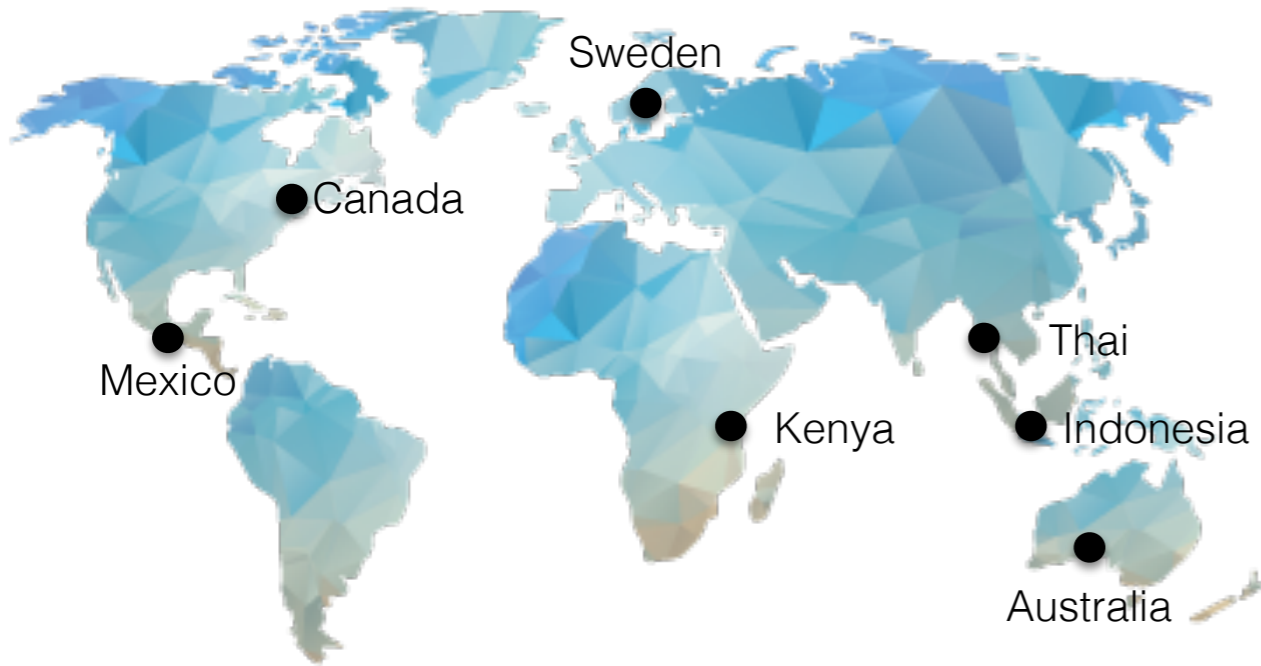 Sweden
Canada
Thai
Mexico
Kenya
Indonesia
Australia